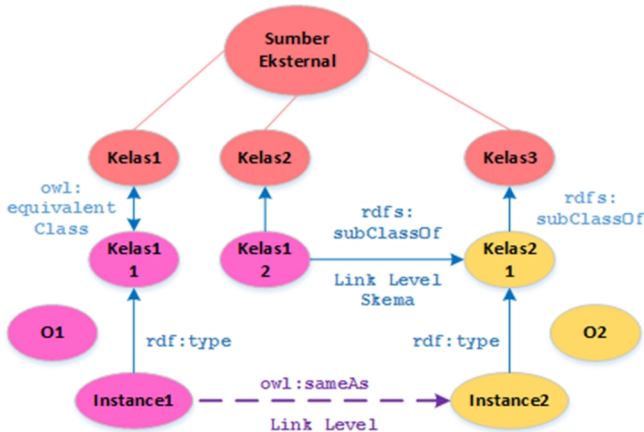 Sumber
Eksternal
Kelas1
Kelas2
Kelas3
owl:
equivalent
Class
rdfs:
subClassOf
rdfs:
subClassOf
Kelas1
1
Kelas1
2
Kelas2
1
Link Level
Skema
O1
rdf:type
rdf:type
O2
Instance1
owl:sameAs
Instance2
Link Level